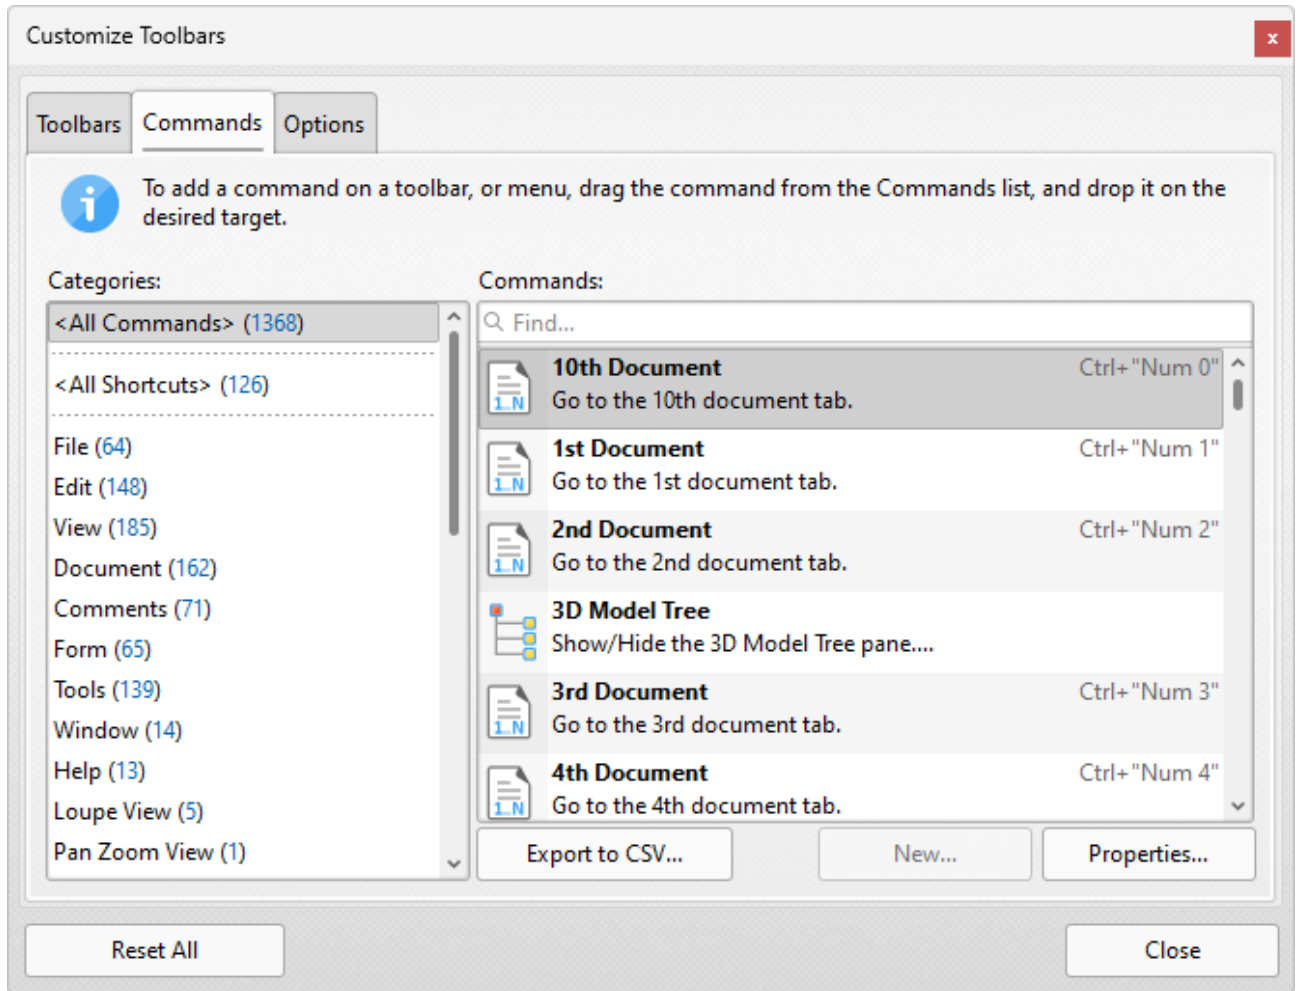 Customize Toolbars
x
Toolbars
Commands
Options
i
To add a command on a toolbar, or menu, drag the command from the Commands list, and drop it on the
desired target.
Categories:
<All Commands> (1368)
<All Shortcuts> (126)
File (64)
Edit (148)
View (185)
Document (162)
Comments (71)
Form (65)
Tools (139)
Window (14)
Help (13)
Loupe View (5)
Pan Zoom View (1)
Commands:
Find...
1..N
10th Document Ctrl+"Num 0"
Go to the 10th document tab.
1..N
1st Document Ctrl+"Num 1"
Go to the 1st document tab.
1..N
2nd Document Ctrl+"Num 2"
Go to the 2nd document tab.
3D Model Tree
Show/Hide the 3D Model Tree pane....
1..N
3rd Document Ctrl+"Num 3"
Go to the 3rd document tab.
1..N
4th Document Ctrl+"Num 4"
Go to the 4th document tab.
Export to CSV...
New...
Properties...
Reset All
Close